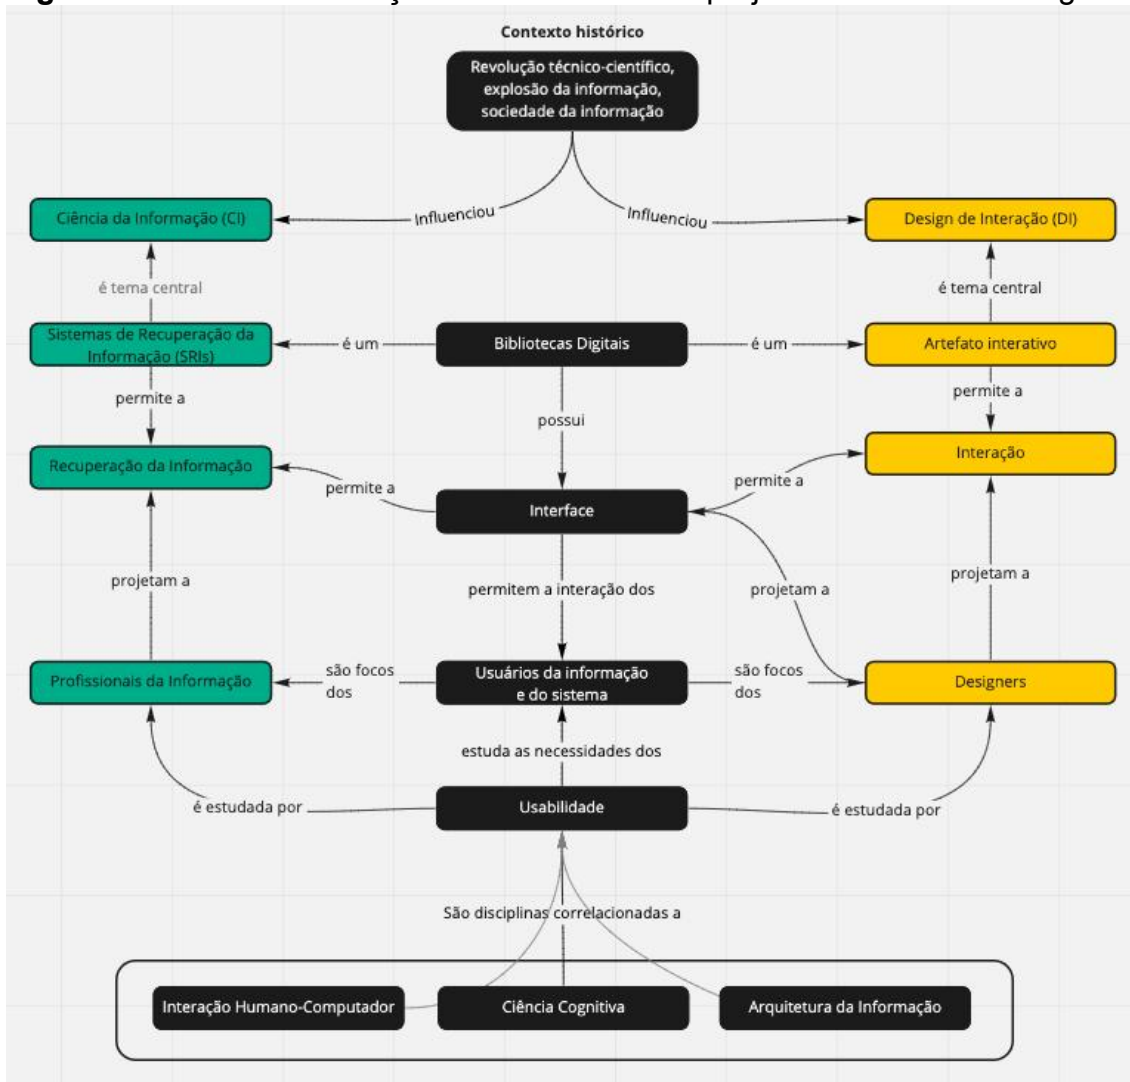 Contexto histórico
Revolução técnico-científico,
explosão da informação,
sociedade da informação
Influenciou
Influenciou
Ciência da Informação (CI)
Design de Interação (DI)
é tema central
é tema central
Sistemas de Recuperação da
Informação (SRIs)
é um
Bibliotecas Digitais
é um
Artefato interativo
permite a
permite a
possui
Recuperação da Informação
Interação
permite a
permite a
Interface
projetam a
permitem a interação dos
projetam a
projetam a
Profissionais da Informação
são focos
dos
Usuários da informação
e do sistema
são focos
dos
Designers
estuda as necessidades dos
é estudada por
Usabilidade
é estudada por
São disciplinas correlacionadas a
Interação Humano-Computador
Ciência Cognitiva
Arquitetura da Informação